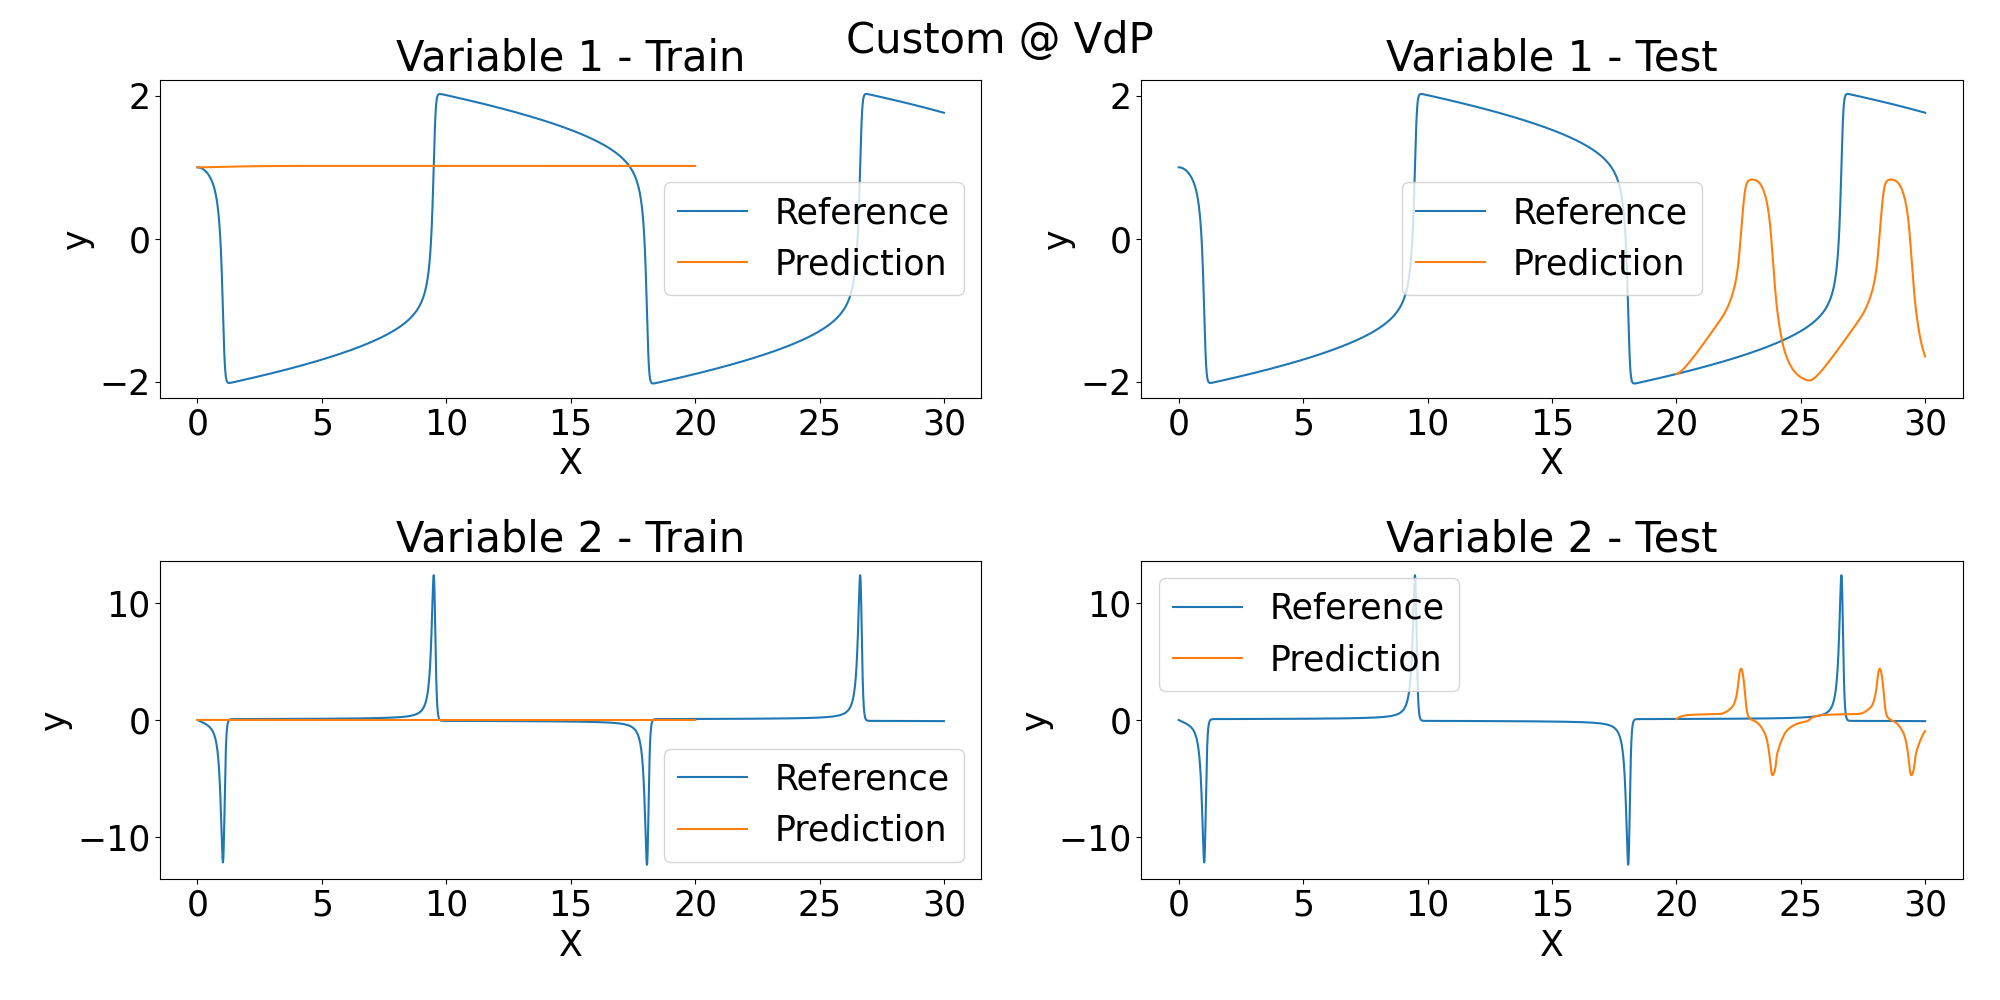 Custom @ VdP
Variable 1 - Train
2
0
−2
y
0 5 10 15 20 25 30
X
Reference
Prediction
Variable 1 - Test
2
0
−2
y
0 5 10 15 20 25 30
X
Reference
Prediction
Variable 2 - Train
10
0
−10
y
0 5 10 15 20 25 30
X
Reference
Prediction
Variable 2 - Test
10
0
−10
y
0 5 10 15 20 25 30
X
Reference
Prediction